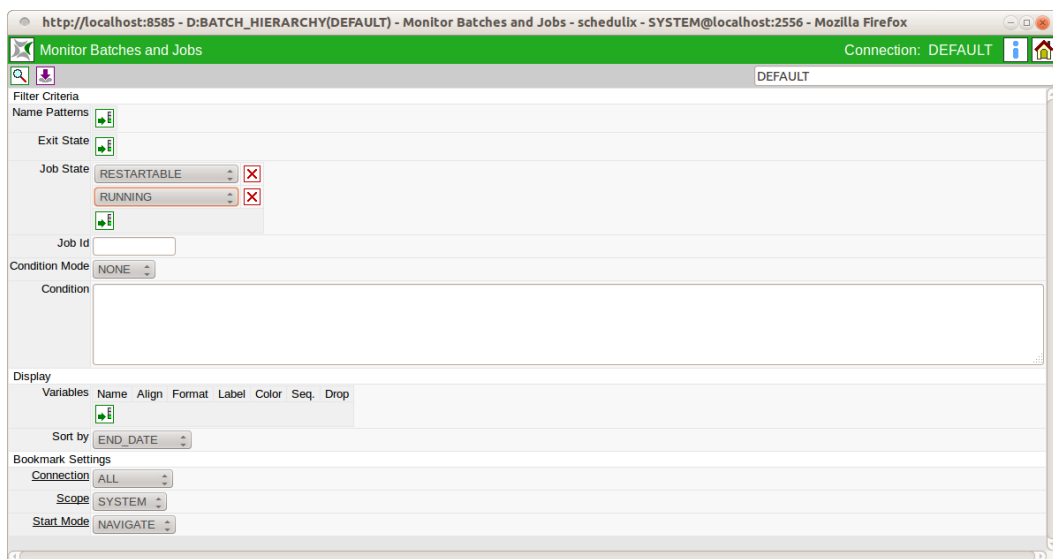 http://localhost:8585 - D:BATCH_HIERARCHY(DEFAULT) - Monitor Batches and Jobs - schedulix - SYSTEM@localhost:2556 - Mozilla Firefox
Monitor Batches and Jobs Connection: DEFAULT
DEFAULT
Filter Criteria
Name Patterns
Exit State
Job State RESTARTABLE
RUNNING
Job Id
Condition Mode NONE
Condition
Display
Variables Name Align Format Label Color Seq. Drop
Sort by END_DATE
Bookmark Settings
Connection ALL
Scope SYSTEM
Start Mode NAVIGATE